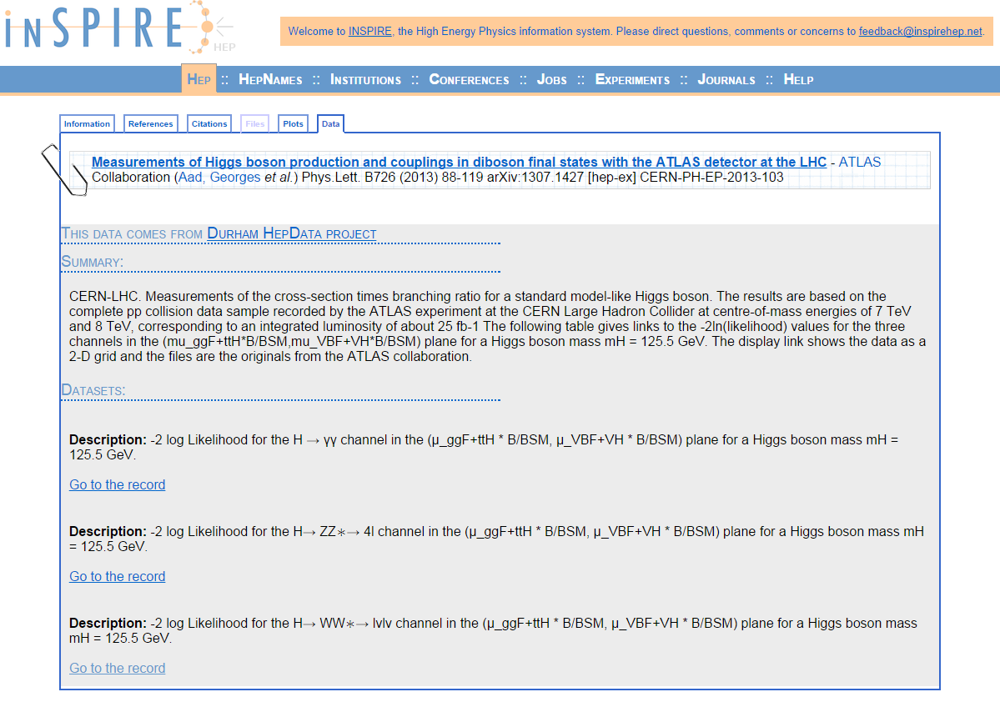 inSPIRE HEP
Welcome to INSPIRE, the High Energy Physics information system. Please direct questions, comments or concerns to feedback@inspirehep.net.
Hep :: HepNames :: Institutions :: Conferences :: Jobs :: Experiments :: Journals :: Help
Information References Citations Files Plots Data
Measurements of Higgs boson production and couplings in diboson final states with the ATLAS detector at the LHC - ATLAS
Collaboration (Aad, Georges et al.) Phys.Lett. B726 (2013) 88-119 arXiv:1307.1427 [hep-ex] CERN-PH-EP-2013-103
This data comes from Durham HepData project
Summary:
CERN-LHC. Measurements of the cross-section times branching ratio for a standard model-like Higgs boson. The results are based on the
complete pp collision data sample recorded by the ATLAS experiment at the CERN Large Hadron Collider at centre-of-mass energies of 7 TeV
and 8 TeV, corresponding to an integrated luminosity of about 25 fb-1 The following table gives links to the -2ln(likelihood) values for the three
channels in the (mu_ggF+ttH*B/BSM,mu_VBF+VH*B/BSM) plane for a Higgs boson mass mH = 125.5 GeV. The display link shows the data as a
2-D grid and the files are the originals from the ATLAS collaboration.
Datasets:
Description: -2 log Likelihood for the H → γγ channel in the (μ_ggF+ttH * B/BSM, μ_VBF+VH * B/BSM) plane for a Higgs boson mass mH =
125.5 GeV.
Go to the record
Description: -2 log Likelihood for the H→ ZZ∗→ 4l channel in the (μ_ggF+ttH * B/BSM, μ_VBF+VH * B/BSM) plane for a Higgs boson mass mH
= 125.5 GeV.
Go to the record
Description: -2 log Likelihood for the H→ WW∗→ lνlν channel in the (μ_ggF+ttH * B/BSM, μ_VBF+VH * B/BSM) plane for a Higgs boson mass
mH = 125.5 GeV.
Go to the record